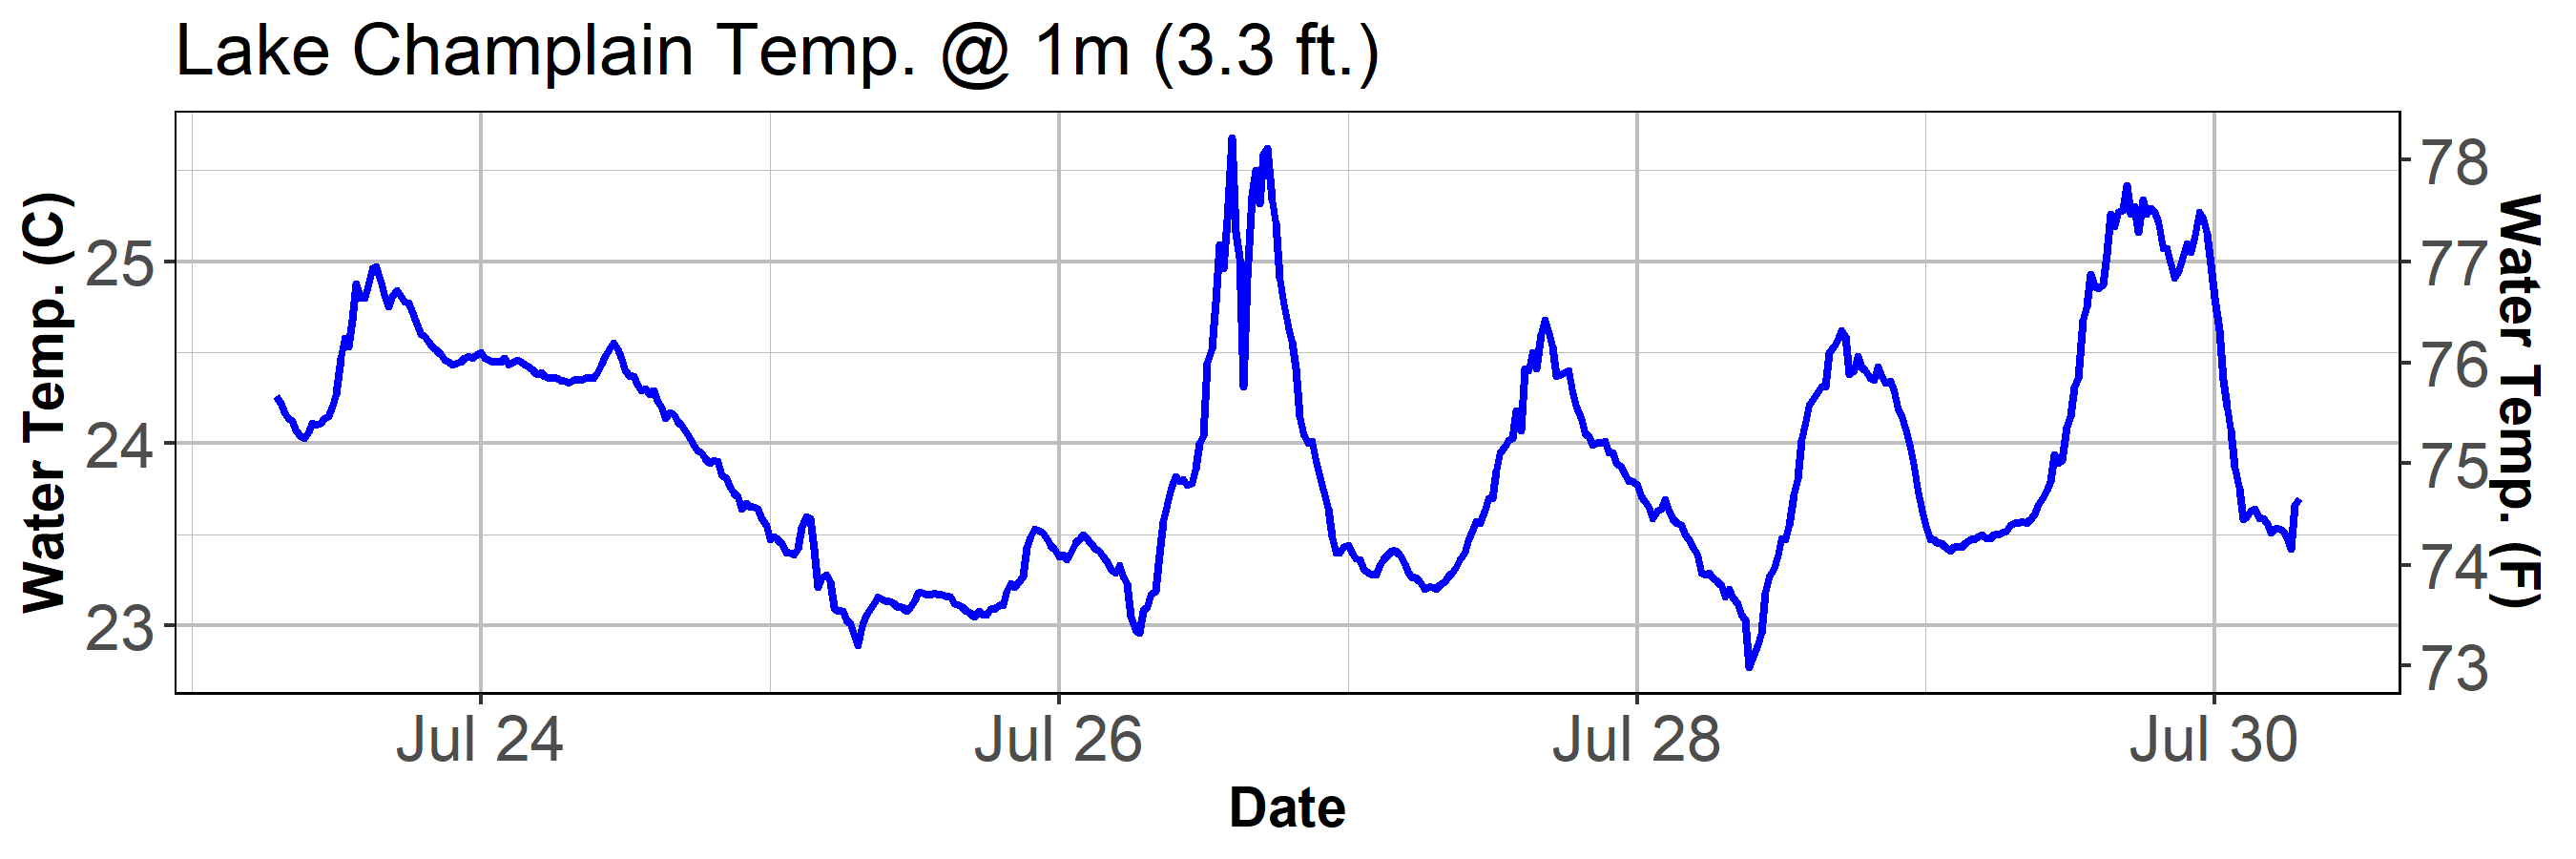 Lake Champlain Temp. @ 1m (3.3 ft.)
Water Temp. (C)
25
24
23
78
77
76
75
74
73
Water Temp. (F)
Jul 24 Jul 26 Jul 28 Jul 30
Date